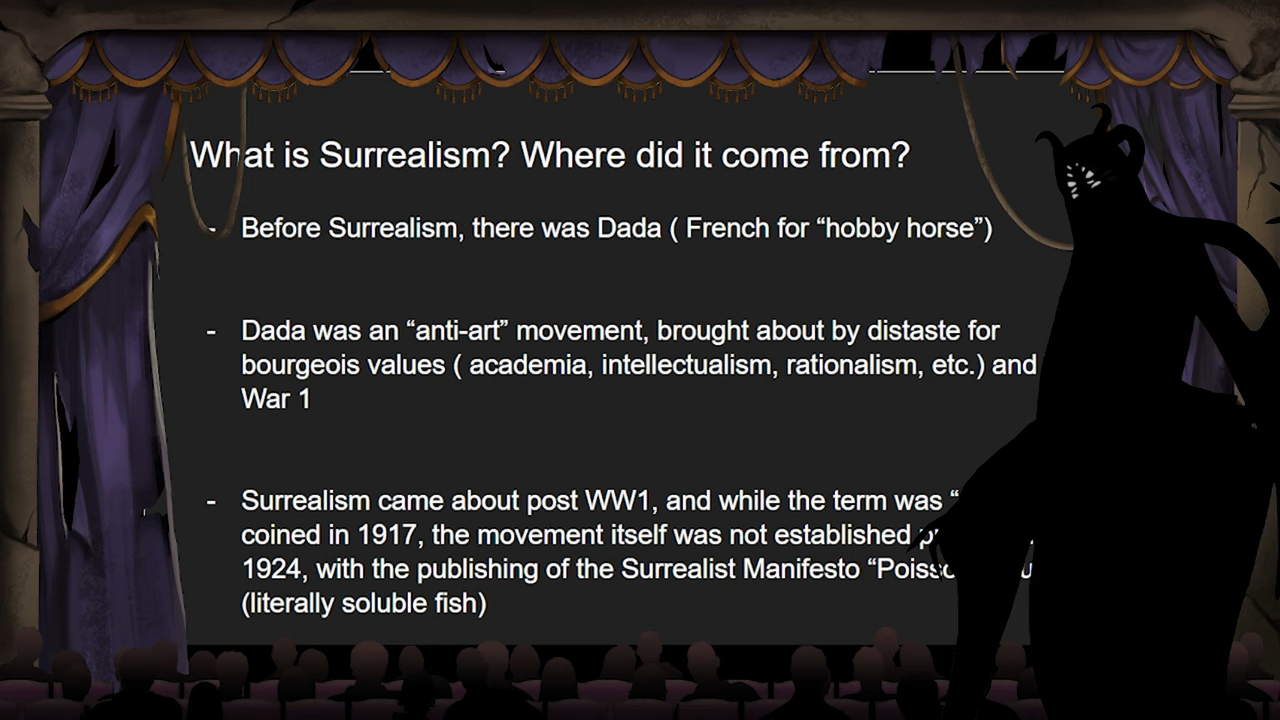 What is Surrealism? Where did it come from?
- Before Surrealism, there was Dada ( French for “hobby horse”)
- Dada was an “anti-art” movement, brought about by distaste for
bourgeois values ( academia, intellectualism, rationalism, etc.) and
War 1
- Surrealism came about post WW1, and while the term was “
coined in 1917, the movement itself was not established
1924, with the publishing of the Surrealist Manifesto “
(literally soluble fish)